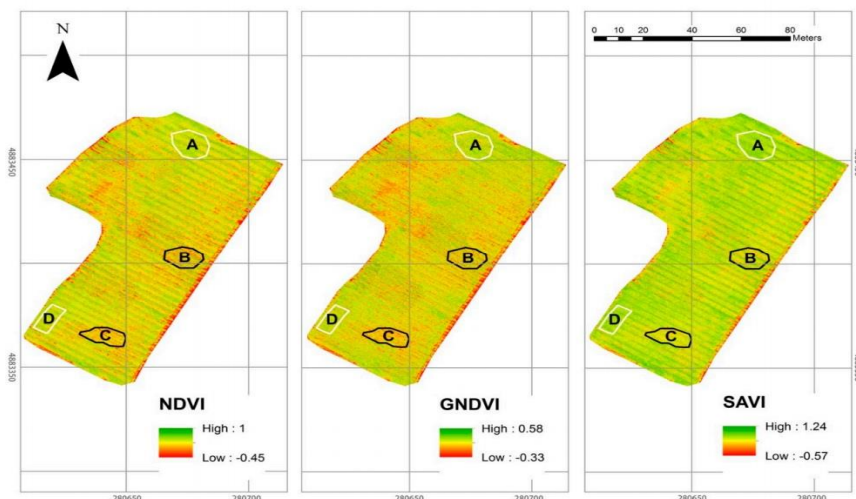 N
0 10 20 40 60 80
Meters
A
B
C
D
A
B
C
D
A
B
C
D
4883450
4883350
NDVI
High : 1
Low : -0.45
GNDVI
High : 0.58
Low : -0.33
SAVI
High : 1.24
Low : -0.57
280650 280700
280650 280700
280650 280700